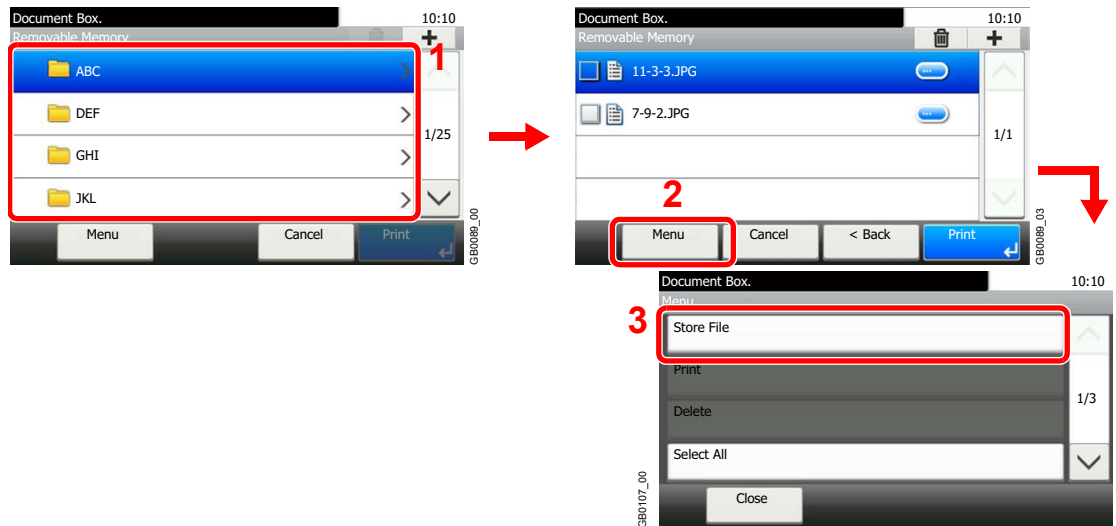 Document Box.
10:10
Removable Memory
1
ABC
DEF
1/25
GHI
JKL
Menu
Cancel
Print
GB0089_00
Document Box.
10:10
Removable Memory
11-3-3.JPG
7-9-2.JPG
1/1
2
Menu
Cancel
< Back
Print
GB0089_03
Document Box.
10:10
Menu
3
Store File
Print
1/3
Delete
Select All
Close
GB0107_00